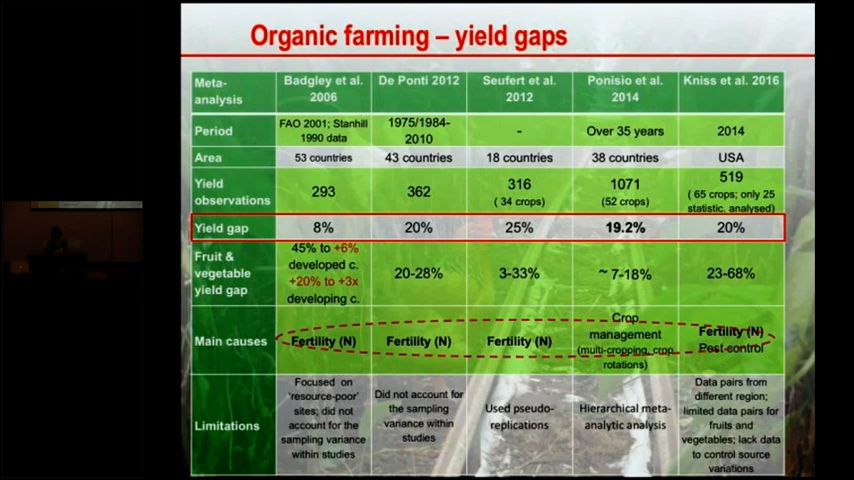 Organic farming – yield gaps
Meta-
analysis
Badgley et al.
2006
De Ponti 2012
Seufert et al.
2012
Ponisio et al.
2014
Kniss et al. 2016
Period
FAO 2001; Stanhill
1990 data
1975/1984-
2010
-
Over 35 years
2014
Area
53 countries
43 countries
18 countries
38 countries
USA
Yield
observations
293
362
316
( 34 crops)
1071
(52 crops)
519
( 65 crops; only 25
statistic. analysed)
Yield gap
8%
20%
25%
19.2%
20%
Fruit &
vegetable
yield gap
45% to +6%
developed c.
+20% to +3x
developing c.
20-28%
3-33%
~ 7-18%
23-68%
Main causes
Fertility (N)
Fertility (N)
Fertility (N)
Crop
management
(multi-cropping, crop
rotations)
Fertility (N)
Pest control
Limitations
Focused on
‘resource-poor’
sites; did not
account for the
sampling variance
within studies
Did not account for
the sampling
variance within
studies
Used pseudo-
replications
Hierarchical meta-
analytic analysis
Data pairs from
different region;
limited data pairs for
fruits and
vegetables; lack data
to control source
variations